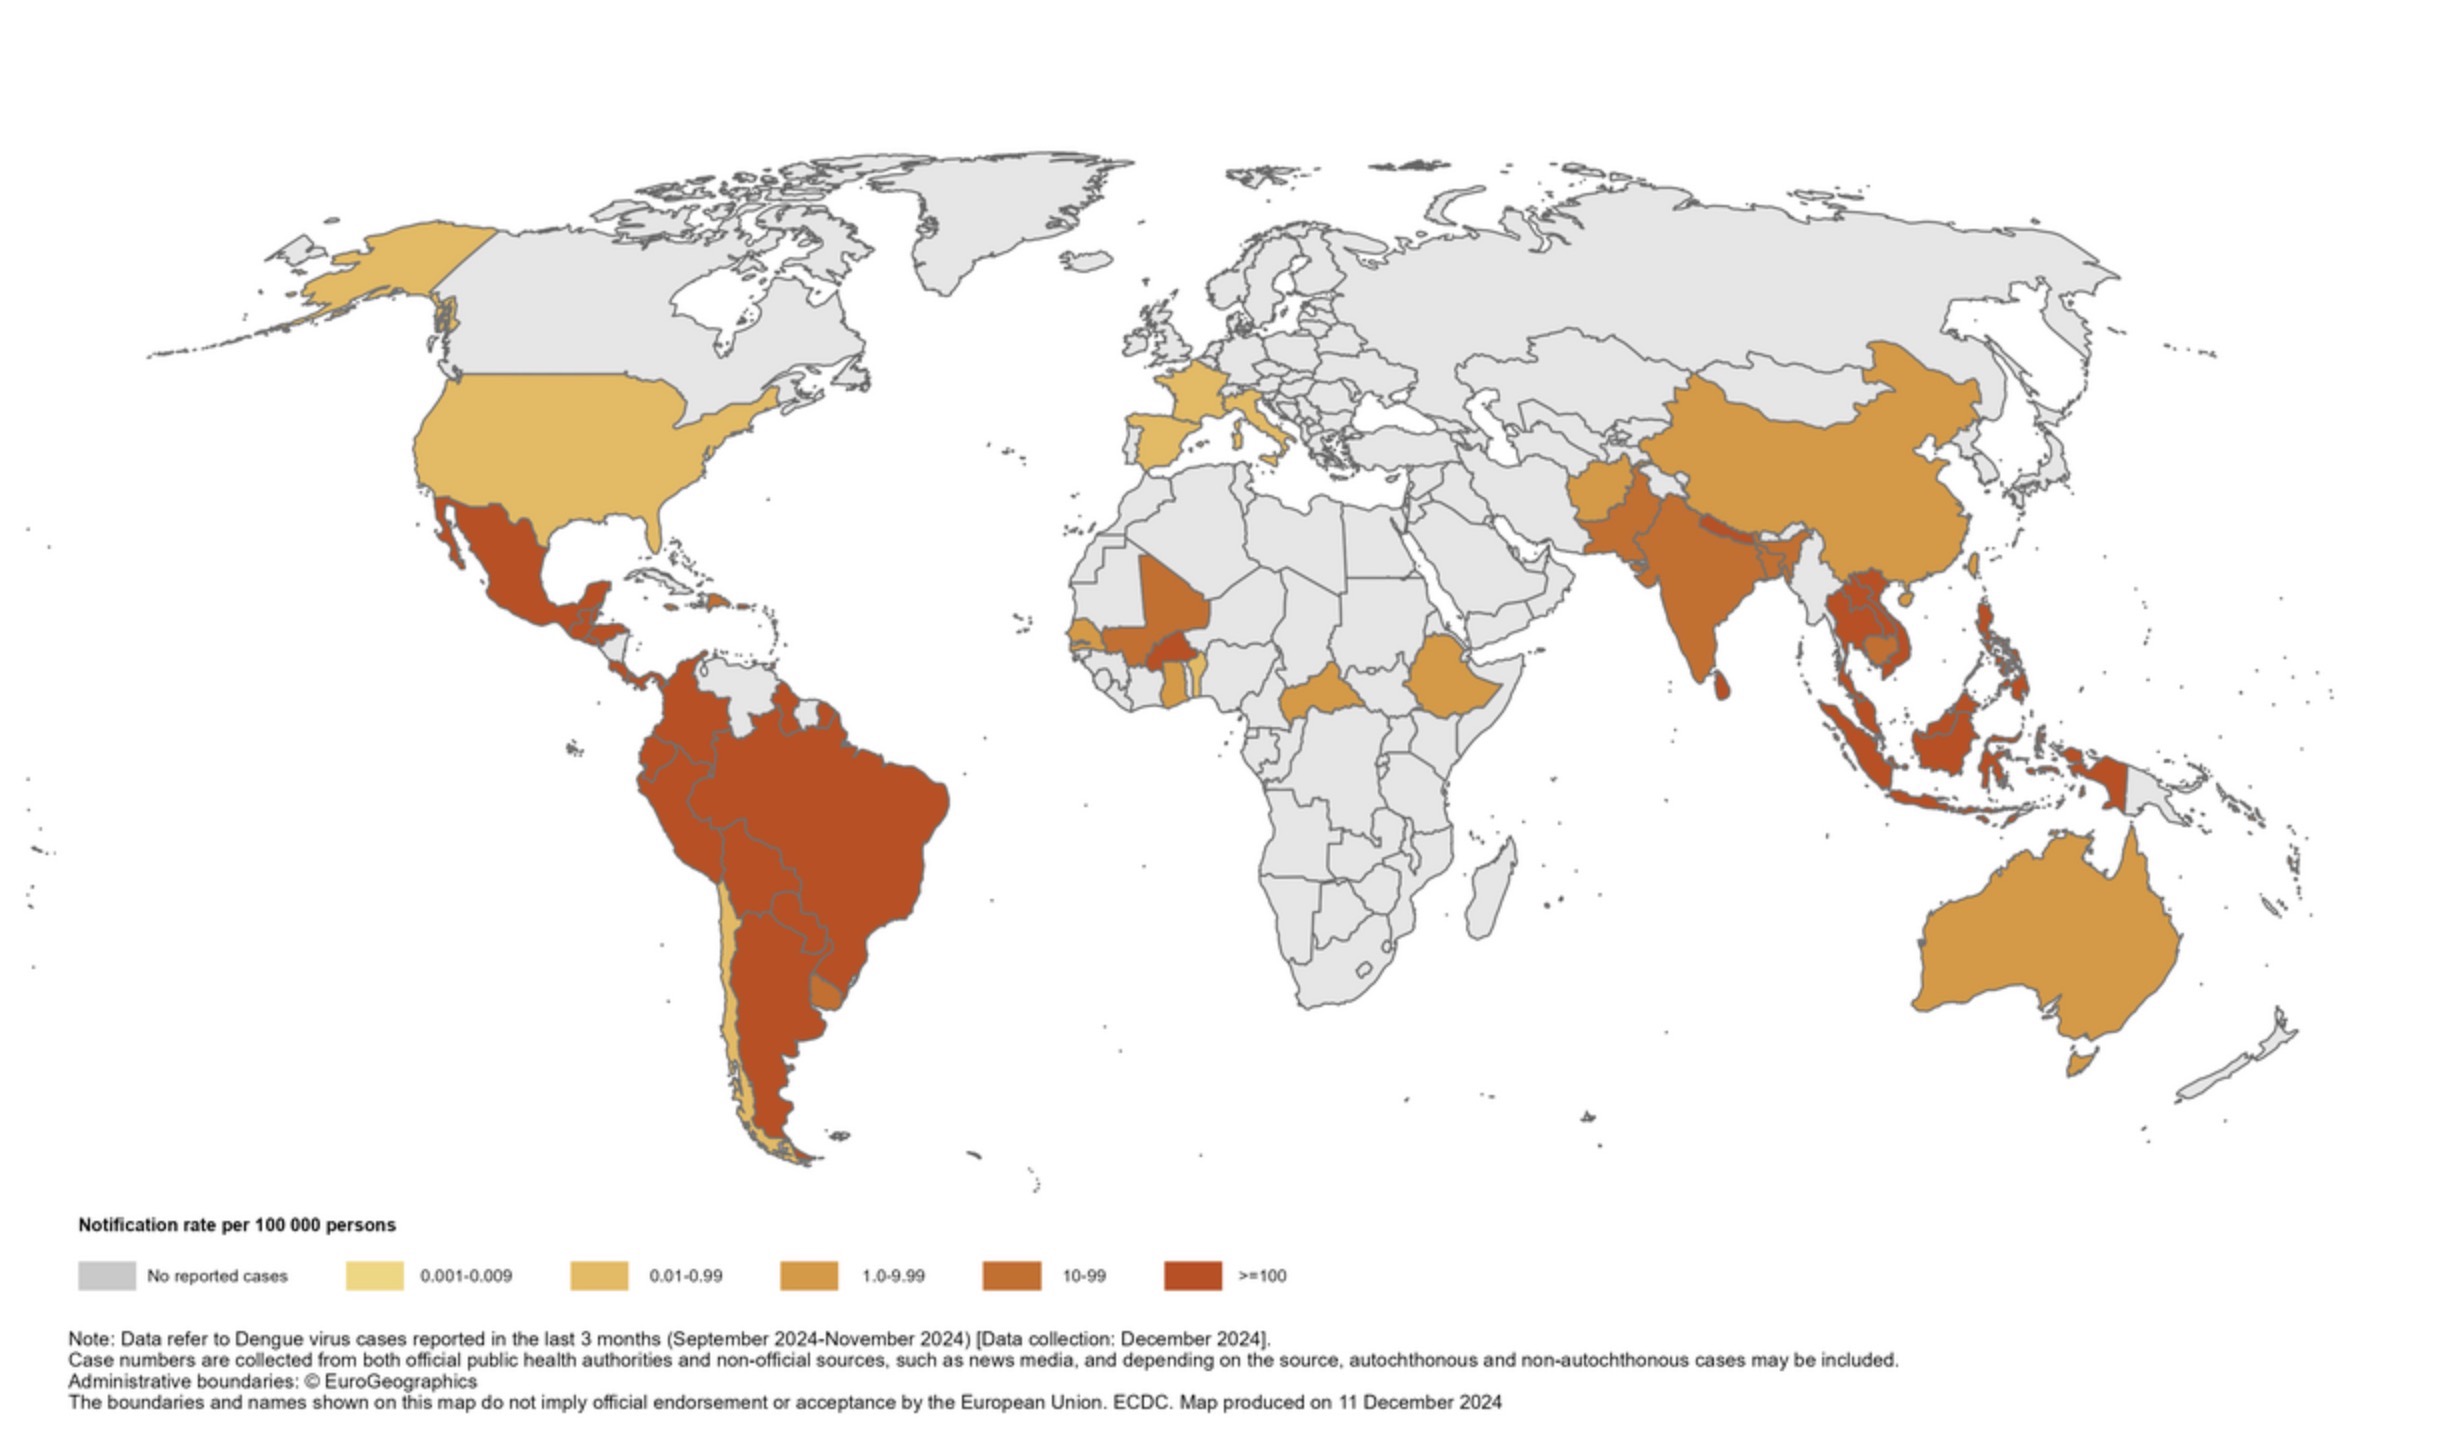 Notification rate per 100 000 persons
No reported cases 0.001-0.009 0.01-0.99 1.0-9.99 10-99 >=100
Note: Data refer to Dengue virus cases reported in the last 3 months (September 2024-November 2024) [Data collection: December 2024].
Case numbers are collected from both official public health authorities and non-official sources, such as news media, and depending on the source, autochthonous and non-autochthonous cases may be included.
Administrative boundaries: © EuroGeographics
The boundaries and names shown on this map do not imply official endorsement or acceptance by the European Union. ECDC. Map produced on 11 December 2024